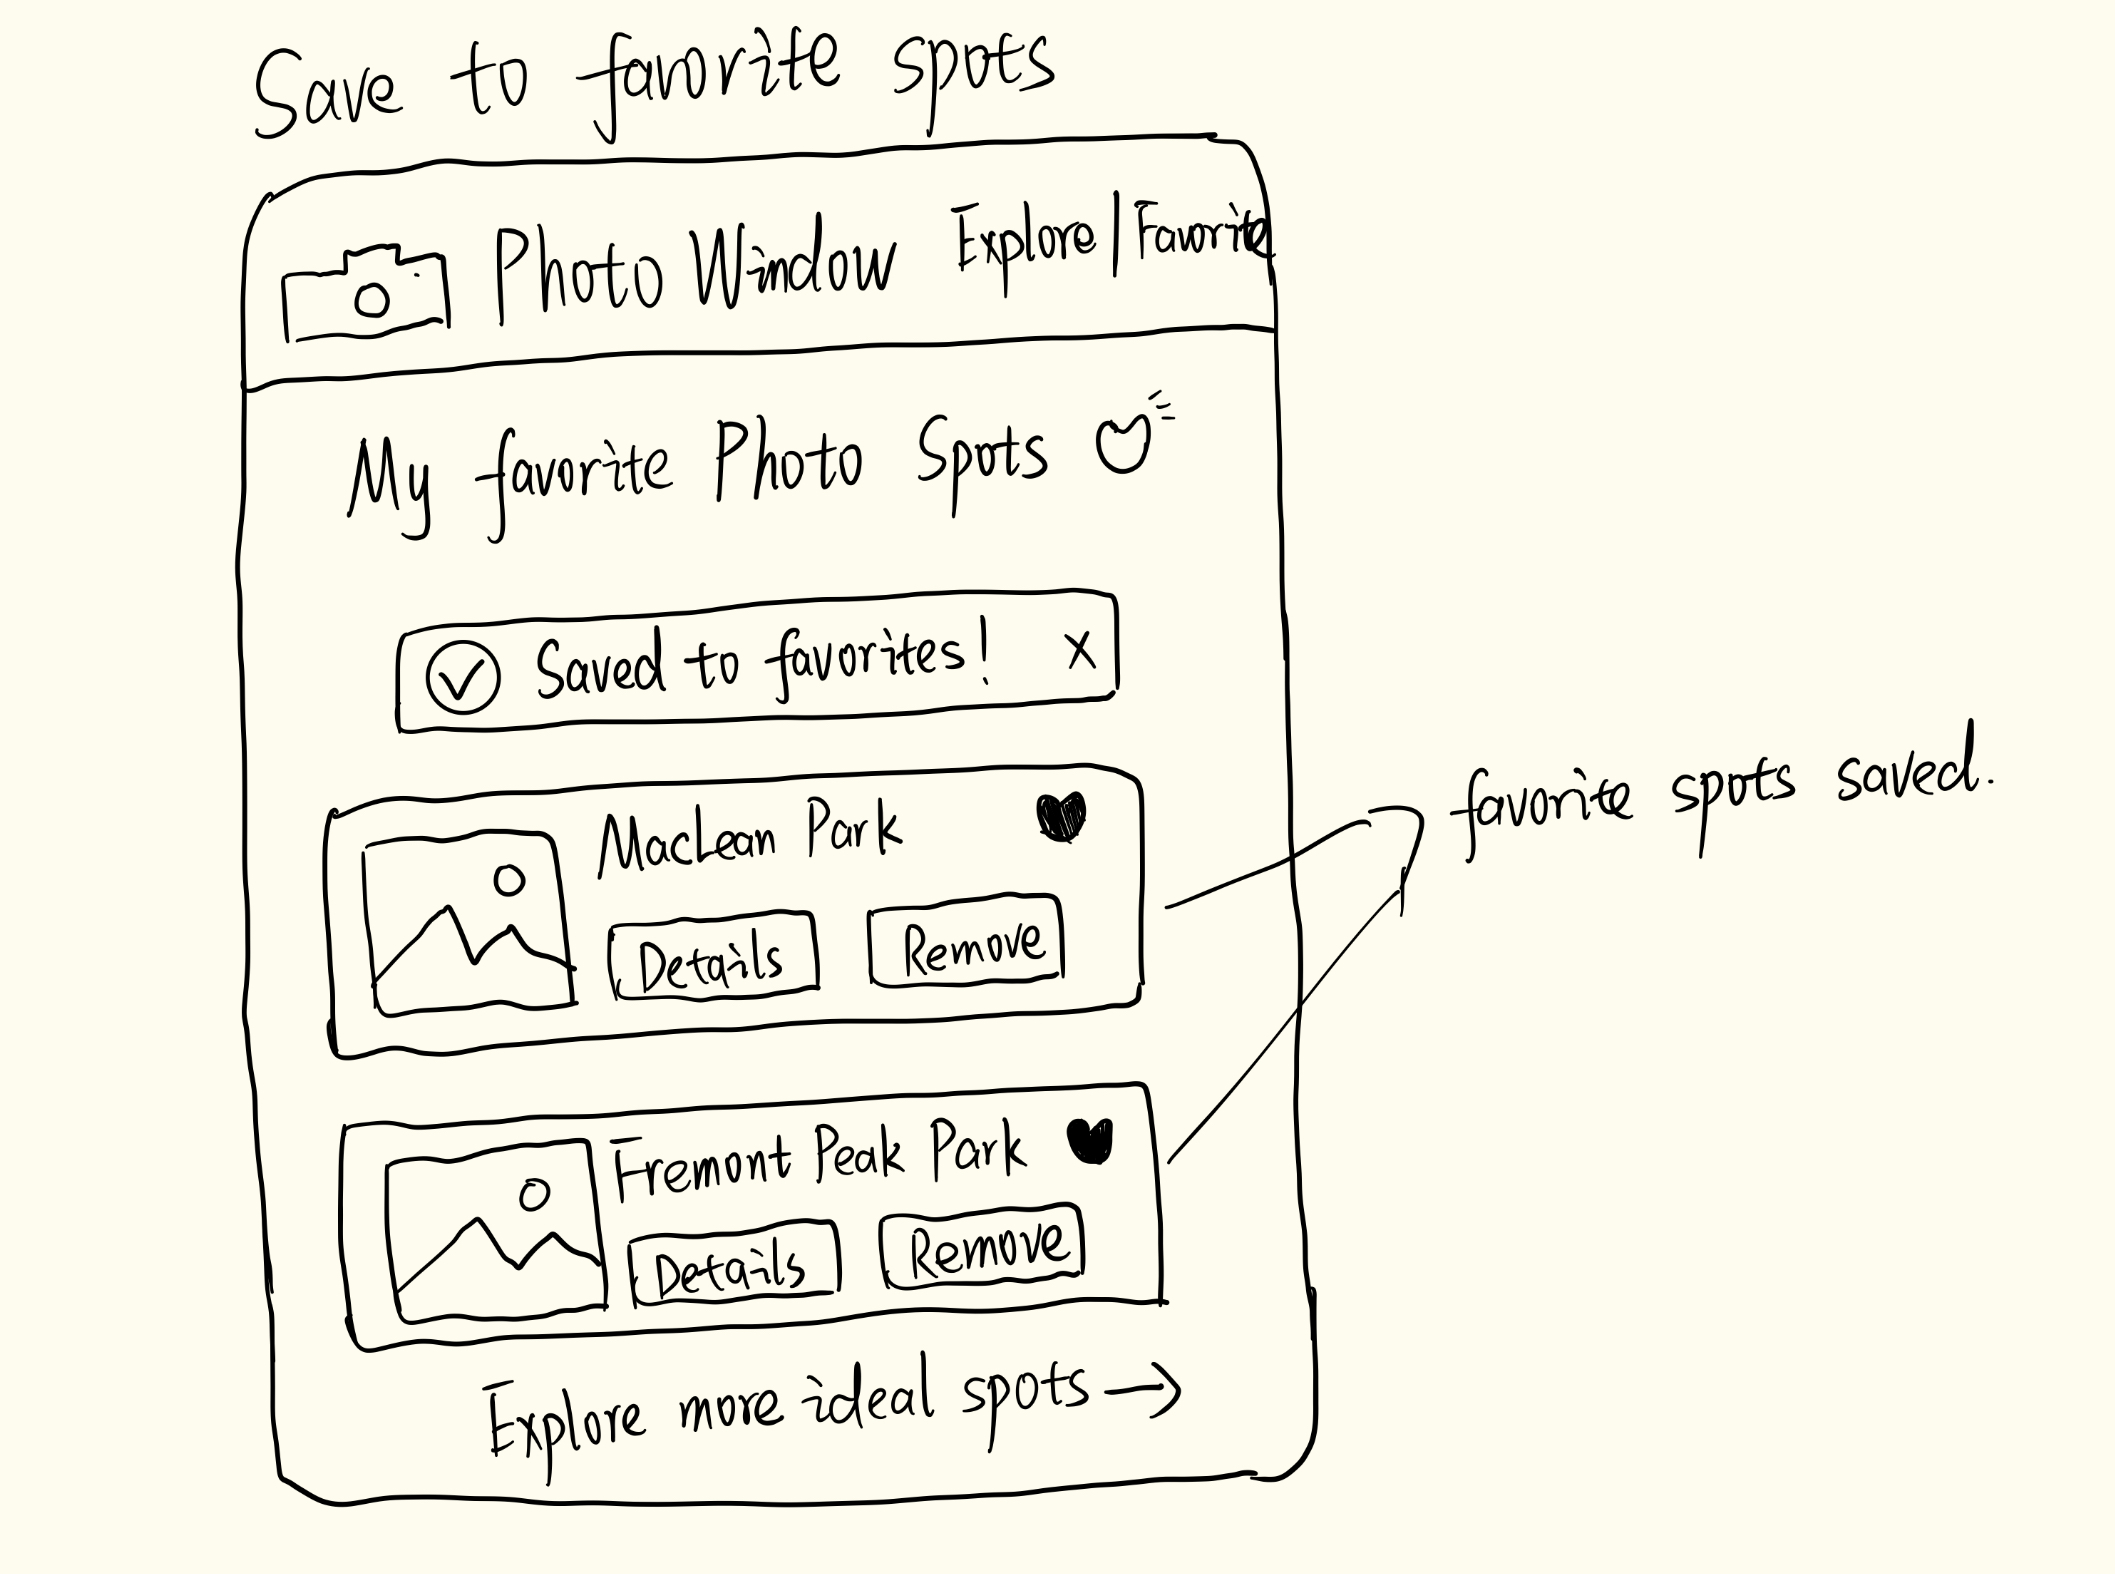 Save to favorite spots
Photo Window
Explore | Favorite
My favorite Photo Spots
Saved to favorites! X
MacLean Park
Details
Remove
favorite spots saved.
Fremont Peak Park
Details
Remove
Explore more ideal spots →